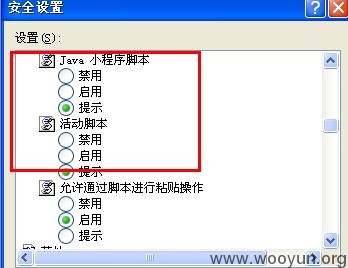 安全设置
设置(S):
Java 小程序脚本
禁用
启用
提示
活动脚本
禁用
启用
提示
允许通过脚本进行粘贴操作
禁用
启用
提示
www.wooyun.org